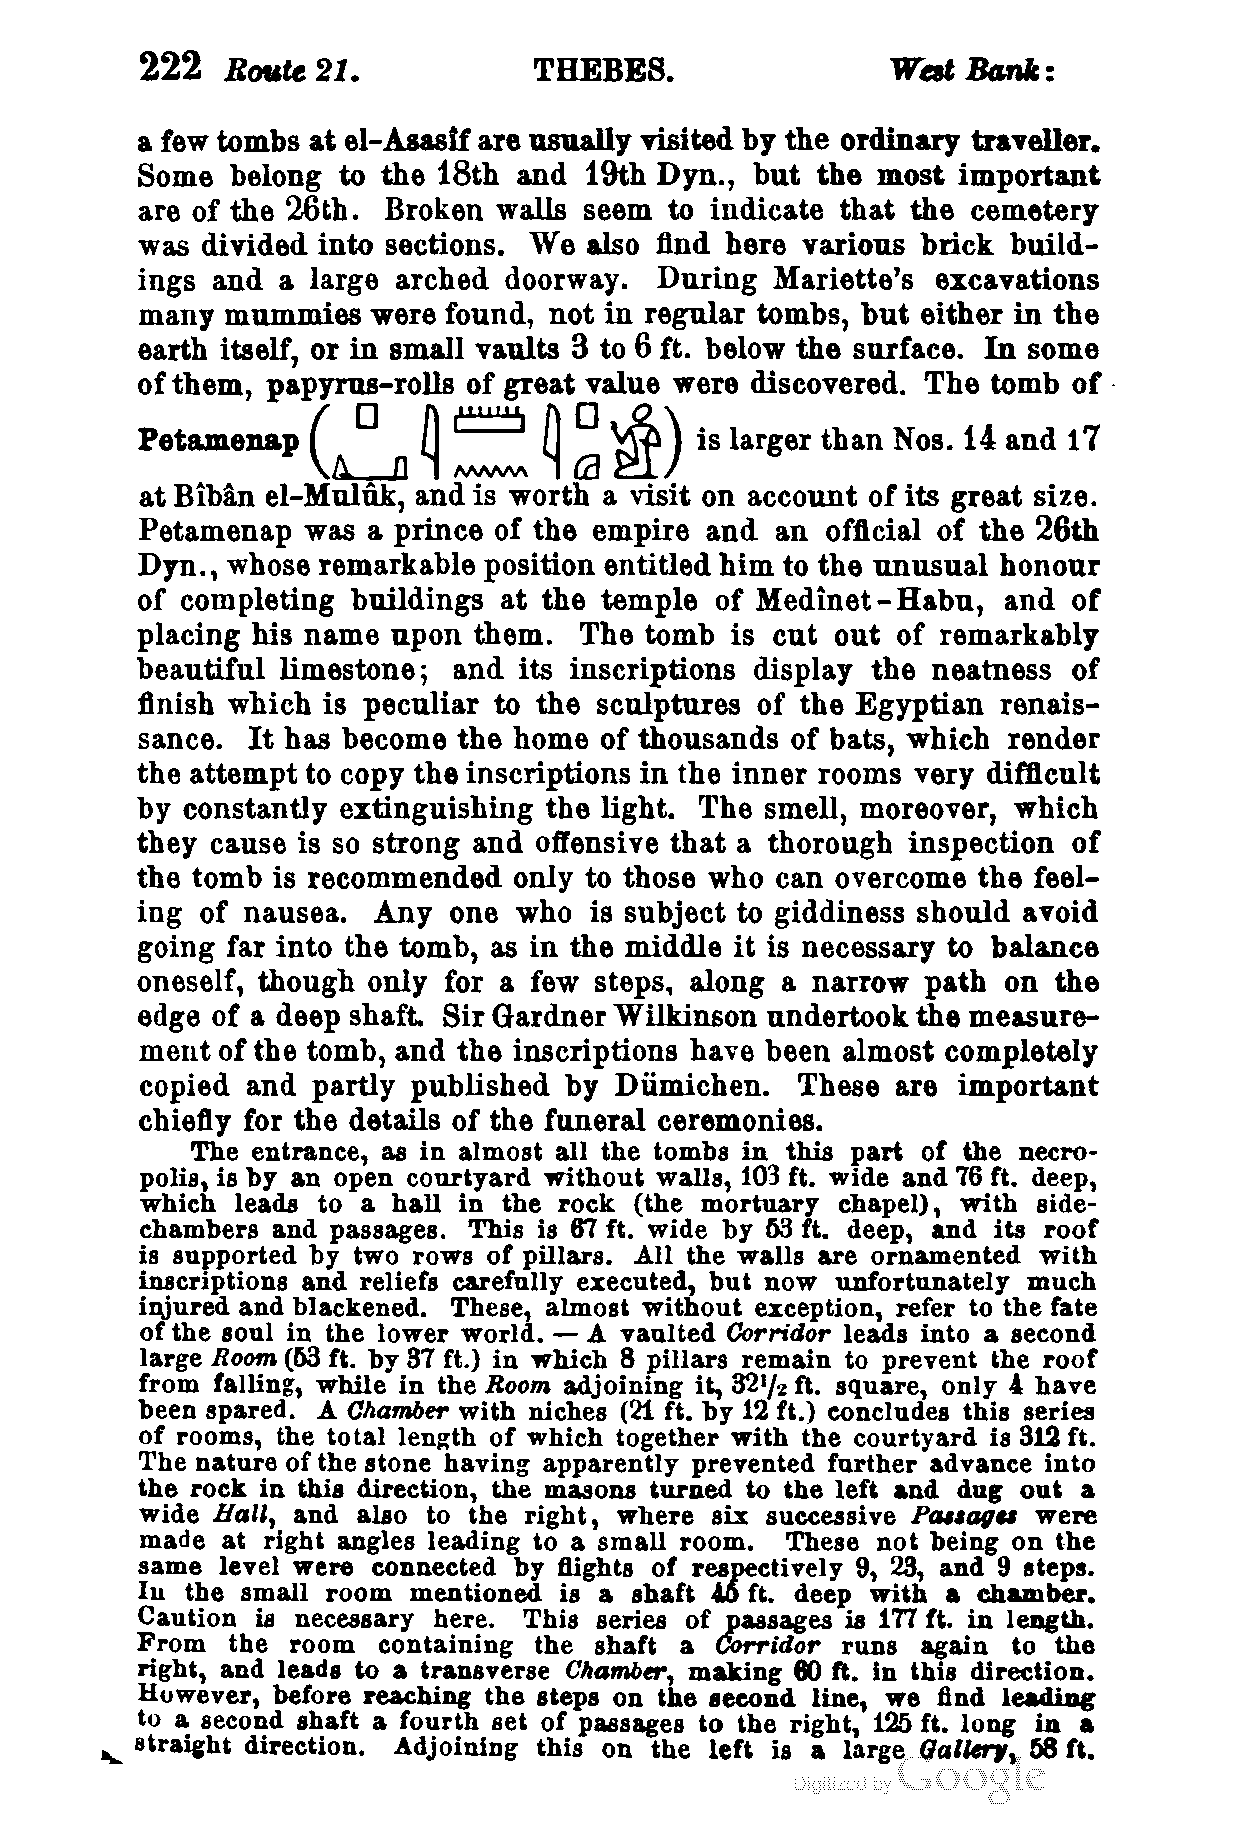 222 Route 21. THEBES. West Bank:
a few tombs at el-Asasîf are usually visited by the ordinary traveller.
Some belong to the 18th and 19th Dyn., but the most important
are of the 26th. Broken walls seem to indicate that the cemetery
was divided into sections. We also find here various brick build-
ings and a large arched doorway. During Mariette's excavations
many mummies were found, not in regular tombs, but either in the
earth itself, or in small vaults 3 to 6 ft. below the surface. In some
of them, papyrus-rolls of great value were discovered. The tomb of
Petamenap ( ) is larger than Nos. 14 and 17
at Bîbân el-Mulûk, and is worth a visit on account of its great size.
Petamenap was a prince of the empire and an official of the 26th
Dyn., whose remarkable position entitled him to the unusual honour
of completing buildings at the temple of Medînet-Habu, and of
placing his name upon them. The tomb is cut out of remarkably
beautiful limestone; and its inscriptions display the neatness of
finish which is peculiar to the sculptures of the Egyptian renais-
sance. It has become the home of thousands of bats, which render
the attempt to copy the inscriptions in the inner rooms very difficult
by constantly extinguishing the light. The smell, moreover, which
they cause is so strong and offensive that a thorough inspection of
the tomb is recommended only to those who can overcome the feel-
ing of nausea. Any one who is subject to giddiness should avoid
going far into the tomb, as in the middle it is necessary to balance
oneself, though only for a few steps, along a narrow path on the
edge of a deep shaft. Sir Gardner Wilkinson undertook the measure-
ment of the tomb, and the inscriptions have been almost completely
copied and partly published by Dümichen. These are important
chiefly for the details of the funeral ceremonies.
The entrance, as in almost all the tombs in this part of the necro-
polis, is by an open courtyard without walls, 103 ft. wide and 76 ft. deep,
which leads to a hall in the rock (the mortuary chapel), with side-
chambers and passages. This is 67 ft. wide by 53 ft. deep, and its roof
is supported by two rows of pillars. All the walls are ornamented with
inscriptions and reliefs carefully executed, but now unfortunately much
injured and blackened. These, almost without exception, refer to the fate
of the soul in the lower world. — A vaulted Corridor leads into a second
large Room (53 ft. by 37 ft.) in which 8 pillars remain to prevent the roof
from falling, while in the Room adjoining it, 32½ ft. square, only 4 have
been spared. A Chamber with niches (21 ft. by 12 ft.) concludes this series
of rooms, the total length of which together with the courtyard is 312 ft.
The nature of the stone having apparently prevented further advance into
the rock in this direction, the masons turned to the left and dug out a
wide Hall, and also to the right, where six successive Passages were
made at right angles leading to a small room. These not being on the
same level were connected by flights of respectively 9, 23, and 9 steps.
In the small room mentioned is a shaft 45 ft. deep with a chamber.
Caution is necessary here. This series of passages is 177 ft. in length.
From the room containing the shaft a Corridor runs again to the
right, and leads to a transverse Chamber, making 60 ft. in this direction.
However, before reaching the steps on the second line, we find leading
to a second shaft a fourth set of passages to the right, 125 ft. long in a
straight direction. Adjoining this on the left is a large Gallery, 58 ft.
Digitized by Google